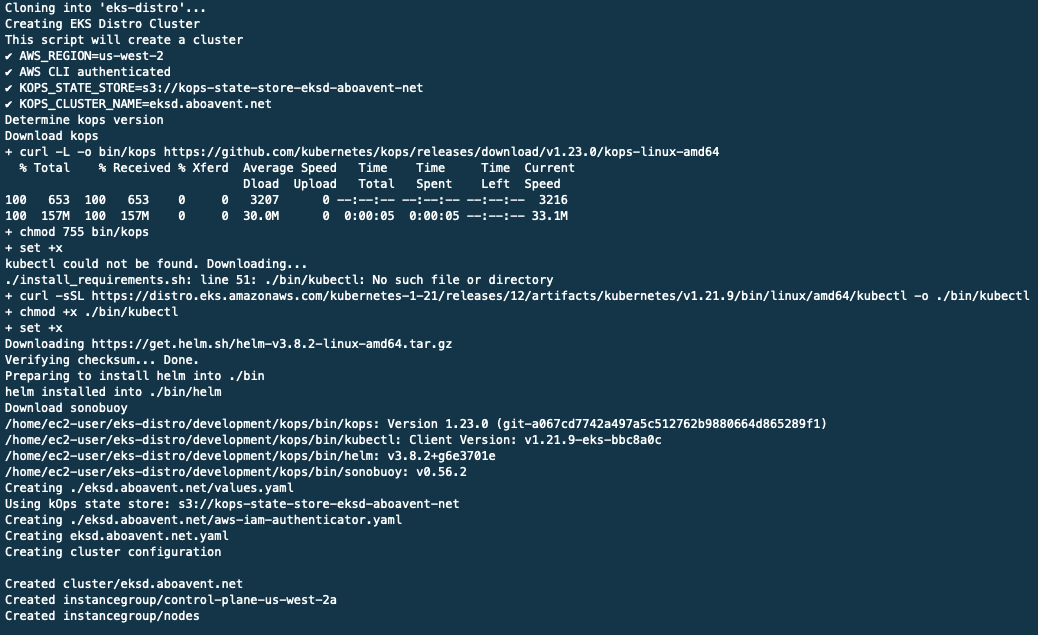 Cloning into 'eks-distro'...
Creating EKS Distro Cluster
This script will create a cluster
✔ AWS_REGION=us-west-2
✔ AWS CLI authenticated
✔ KOPS_STATE_STORE=s3://kops-state-store-eksd-aboavent-net
✔ KOPS_CLUSTER_NAME=eksd.aboavent.net
Determine kops version
Download kops
+ curl -L -o bin/kops https://github.com/kubernetes/kops/releases/download/v1.23.0/kops-linux-amd64
  % Total    % Received % Xferd  Average Speed   Time    Time     Time  Current
                                 Dload  Upload   Total   Spent    Left  Speed
100   653  100   653    0     0   3207      0 --:--:-- --:--:-- --:--:--  3216
100  157M  100  157M    0     0  30.0M      0  0:00:05  0:00:05 --:--:-- 33.1M
+ chmod 755 bin/kops
+ set +x
kubectl could not be found. Downloading...
./install_requirements.sh: line 51: ./bin/kubectl: No such file or directory
+ curl -sSL https://distro.eks.amazonaws.com/kubernetes-1-21/releases/12/artifacts/kubernetes/v1.21.9/bin/linux/amd64/kubectl -o ./bin/kubectl
+ chmod +x ./bin/kubectl
+ set +x
Downloading https://get.helm.sh/helm-v3.8.2-linux-amd64.tar.gz
Verifying checksum... Done.
Preparing to install helm into ./bin
helm installed into ./bin/helm
Download sonobuoy
/home/ec2-user/eks-distro/development/kops/bin/kops: Version 1.23.0 (git-a067cd7742a497a5c512762b9880664d865289f1)
/home/ec2-user/eks-distro/development/kops/bin/kubectl: Client Version: v1.21.9-eks-bbc8a0c
/home/ec2-user/eks-distro/development/kops/bin/helm: v3.8.2+g6e3701e
/home/ec2-user/eks-distro/development/kops/bin/sonobuoy: v0.56.2
Creating ./eksd.aboavent.net/values.yaml
Using kOps state store: s3://kops-state-store-eksd-aboavent-net
Creating ./eksd.aboavent.net/aws-iam-authenticator.yaml
Creating eksd.aboavent.net.yaml
Creating cluster configuration

Created cluster/eksd.aboavent.net
Created instancegroup/control-plane-us-west-2a
Created instancegroup/nodes